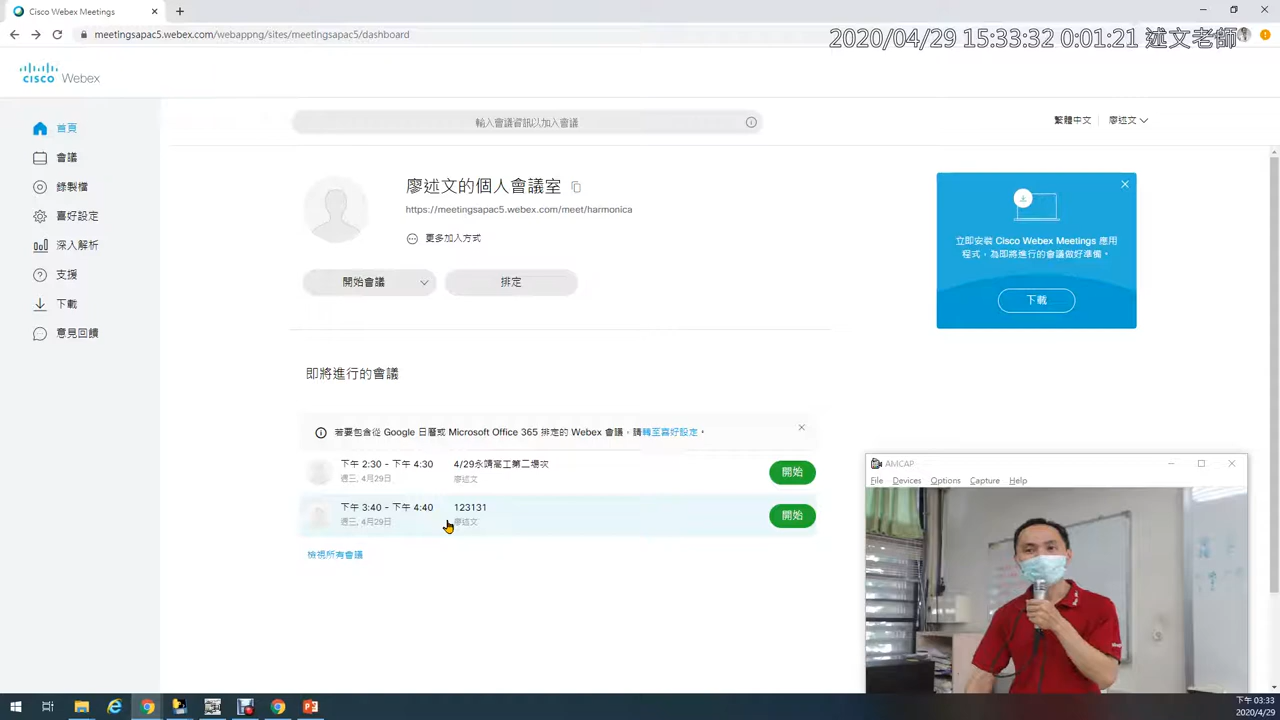 Cisco Webex Meetings
meetingsapac5.webex.com/webappng/sites/meetingsapac5/dashboard
2020/04/29 15:33:32 0:01:21 述文老師
CISCO Webex
輸入會議資訊以加入會議
繁體中文
廖述文
首頁
會議
錄製檔
喜好設定
深入解析
支援
下載
意見回饋
廖述文的個人會議室
https://meetingsapac5.webex.com/meet/harmonica
更多加入方式
開始會議
排定
立即安裝 Cisco Webex Meetings 應用
程式，為即將進行的會議做好準備。
下載
即將進行的會議
若要包含從 Google 日曆或 Microsoft Office 365 排定的 Webex 會議，請轉至喜好設定。
下午 2:30 - 下午 4:30 4/29永靖高工第二場次
週三, 4月29日 廖述文
開始
下午 3:40 - 下午 4:40 123131
週三, 4月29日 廖述文
開始
檢視所有會議
AMCAP
File Devices Options Capture Help
下午 03:33
2020/4/29